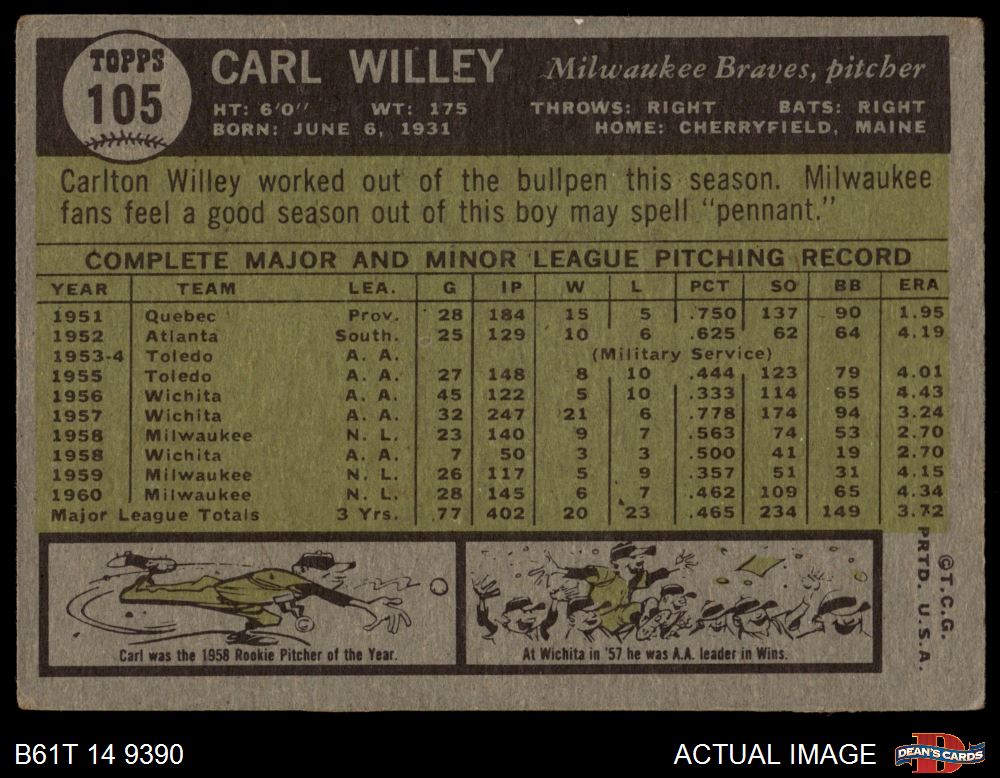 TOPPS
105
CARL WILLEY Milwaukee Braves, pitcher
HT: 6'0" WT: 175 THROWS: RIGHT BATS: RIGHT
BORN: JUNE 6, 1931 HOME: CHERRYFIELD, MAINE
Carlton Willey worked out of the bullpen this season. Milwaukee
fans feel a good season out of this boy may spell "pennant."
COMPLETE MAJOR AND MINOR LEAGUE PITCHING RECORD
YEAR TEAM LEA. G IP W L PCT SO BB ERA
1951 Quebec Prov. 28 184 15 5 .750 137 90 1.95
1952 Atlanta South. 25 129 10 6 .625 62 64 4.19
1953-4 Toledo A. A. (Military Service)
1955 Toledo A. A. 27 148 8 10 .444 123 79 4.01
1956 Wichita A. A. 45 122 5 10 .333 114 65 4.43
1957 Wichita A. A. 32 247 21 6 .778 174 94 3.24
1958 Milwaukee N. L. 23 140 9 7 .563 74 53 2.70
1958 Wichita A. A. 7 50 3 3 .500 41 19 2.70
1959 Milwaukee N. L. 26 117 5 9 .357 51 31 4.15
1960 Milwaukee N. L. 28 145 6 7 .462 109 65 4.34
Major League Totals 3 Yrs. 77 402 20 23 .465 234 149 3.72
©T.C.G.
PRTD. U.S.A.
Carl was the 1958 Rookie Pitcher of the Year.
At Wichita in '57 he was A.A. leader in Wins.
B61T 14 9390
ACTUAL IMAGE
DEAN'S CARDS